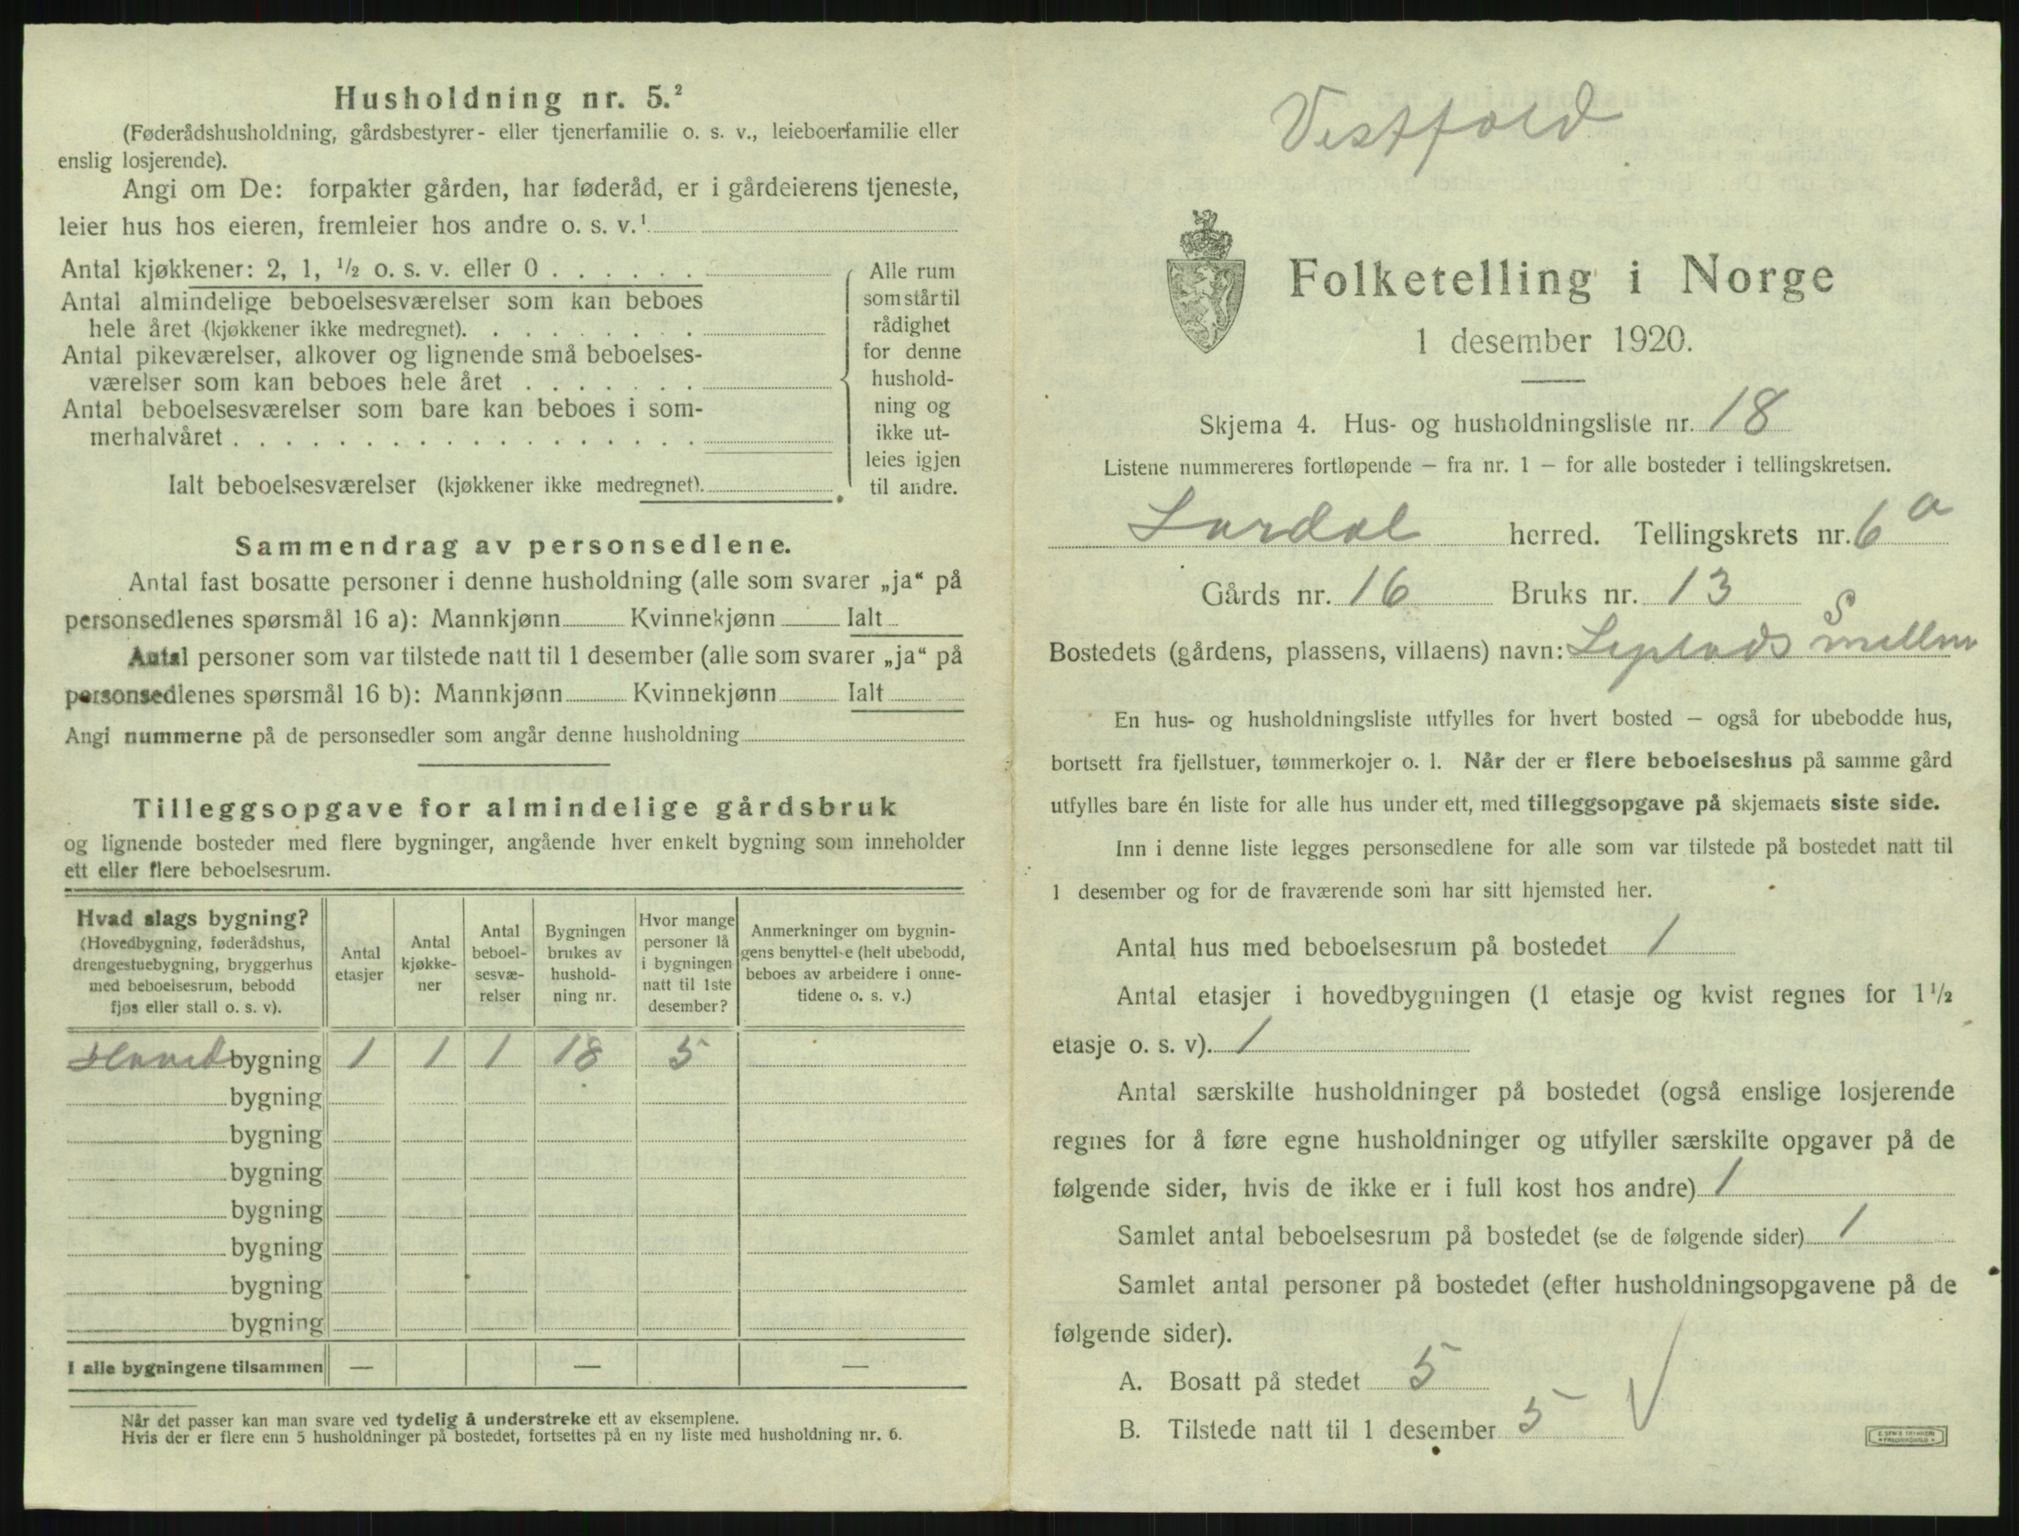 Husholdning nr. 5.²
(Føderådshusholdning, gårdsbestyrer- eller tjenerfamilie o. s. v., leieboerfamilie eller
enslig losjerende).
Angi om De: forpakter gården, har føderåd, er i gårdeierens tjeneste,
leier hus hos eieren, fremleier hos andre o. s. v.¹
Antal kjøkkener: 2, 1, ½ o. s. v. eller 0 . . . . . .
Antal almindelige beboelsesværelser som kan beboes
hele året (kjøkkener ikke medregnet). . . . . . . . .
Antal pikeværelser, alkover og lignende små beboelses-
værelser som kan beboes hele året . . . . . . .
Antal beboelsesværelser som bare kan beboes i som-
merhalvåret . . . . . . . . . . . . . . . . . .
Ialt beboelsesværelser (kjøkkener ikke medregnet).
Alle rum
som står til
rådighet
for denne
hushold-
ning og
ikke ut-
leies igjen
til andre.
Sammendrag av personsedlene.
Antal fast bosatte personer i denne husholdning (alle som svarer „ja“ på
personsedlenes spørsmål 16 a): Mannkjønn Kvinnekjønn Ialt
Antal personer som var tilstede natt til 1 desember (alle som svarer „ja“ på
personsedlenes spørsmål 16 b): Mannkjønn Kvinnekjønn Ialt
Angi nummerne på de personsedler som angår denne husholdning
Tilleggsopgave for almindelige gårdsbruk
og lignende bosteder med flere bygninger, angående hver enkelt bygning som inneholder
ett eller flere beboelsesrum.
Hvad slags bygning?
(Hovedbygning, føderådshus,
drengestuebygning, bryggerhus
med beboelsesrum, bebodd
fjøs eller stall o. s. v).
Antal
etasjer
Antal
kjøkke-
ner
Antal
beboel-
sesvæ-
relser
Bygningen
brukes av
hushold-
ning nr.
Hvor mange
personer lå
i bygningen
natt til 1ste
desember?
Anmerkninger om bygnin-
gens benyttel-e (helt ubebodd,
beboes av arbeidere i onne-
tidene o. s. v.)
Hovedbygning 1 1 1 18 5
bygning
bygning
bygning
bygning
bygning
bygning
bygning
I alle bygningene tilsammen — — —
Når det passer kan man svare ved tydelig å understreke ett av eksemplene.
Hvis der er flere enn 5 husholdninger på bostedet, fortsettes på en ny liste med husholdning nr. 6.
Vestfold
Folketelling i Norge
1 desember 1920.
Skjema 4. Hus- og husholdningsliste nr. 18
Listene nummereres fortløpende – fra nr. 1 – for alle bosteder i tellingskretsen.
Lardal herred. Tellingskrets nr. 6 a
Gårds nr. 16 Bruks nr. 13
Bostedets (gårdens, plassens, villaens) navn:
En hus- og husholdningsliste utfylles for hvert bosted – også for ubebodde hus,
bortsett fra fjellstuer, tømmerkojer o. l. Når der er flere beboelseshus på samme gård
utfylles bare én liste for alle hus under ett, med tilleggsopgave på skjemaets siste side.
Inn i denne liste legges personsedlene for alle som var tilstede på bostedet natt til
1 desember og for de fraværende som har sitt hjemsted her.
Antal hus med beboelsesrum på bostedet 1
Antal etasjer i hovedbygningen (1 etasje og kvist regnes for 1½
etasje o. s. v). 1
Antal særskilte husholdninger på bostedet (også enslige losjerende
regnes for å føre egne husholdninger og utfyller særskilte opgaver på de
følgende sider, hvis de ikke er i full kost hos andre) 1
Samlet antal beboelsesrum på bostedet (se de følgende sider) 1
Samlet antal personer på bostedet (efter husholdningsopgavene på de
følgende sider).
A. Bosatt på stedet 5
B. Tilstede natt til 1 desember 5